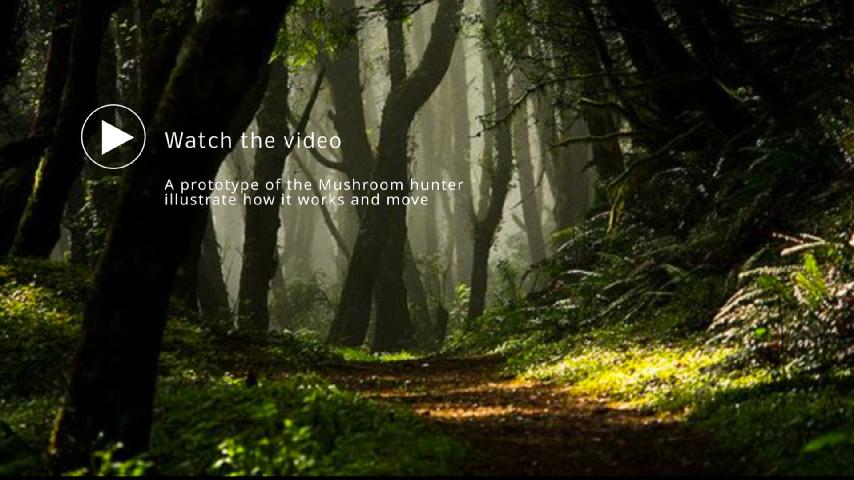 Watch the video
A prototype of the Mushroom hunter
illustrate how it works and move